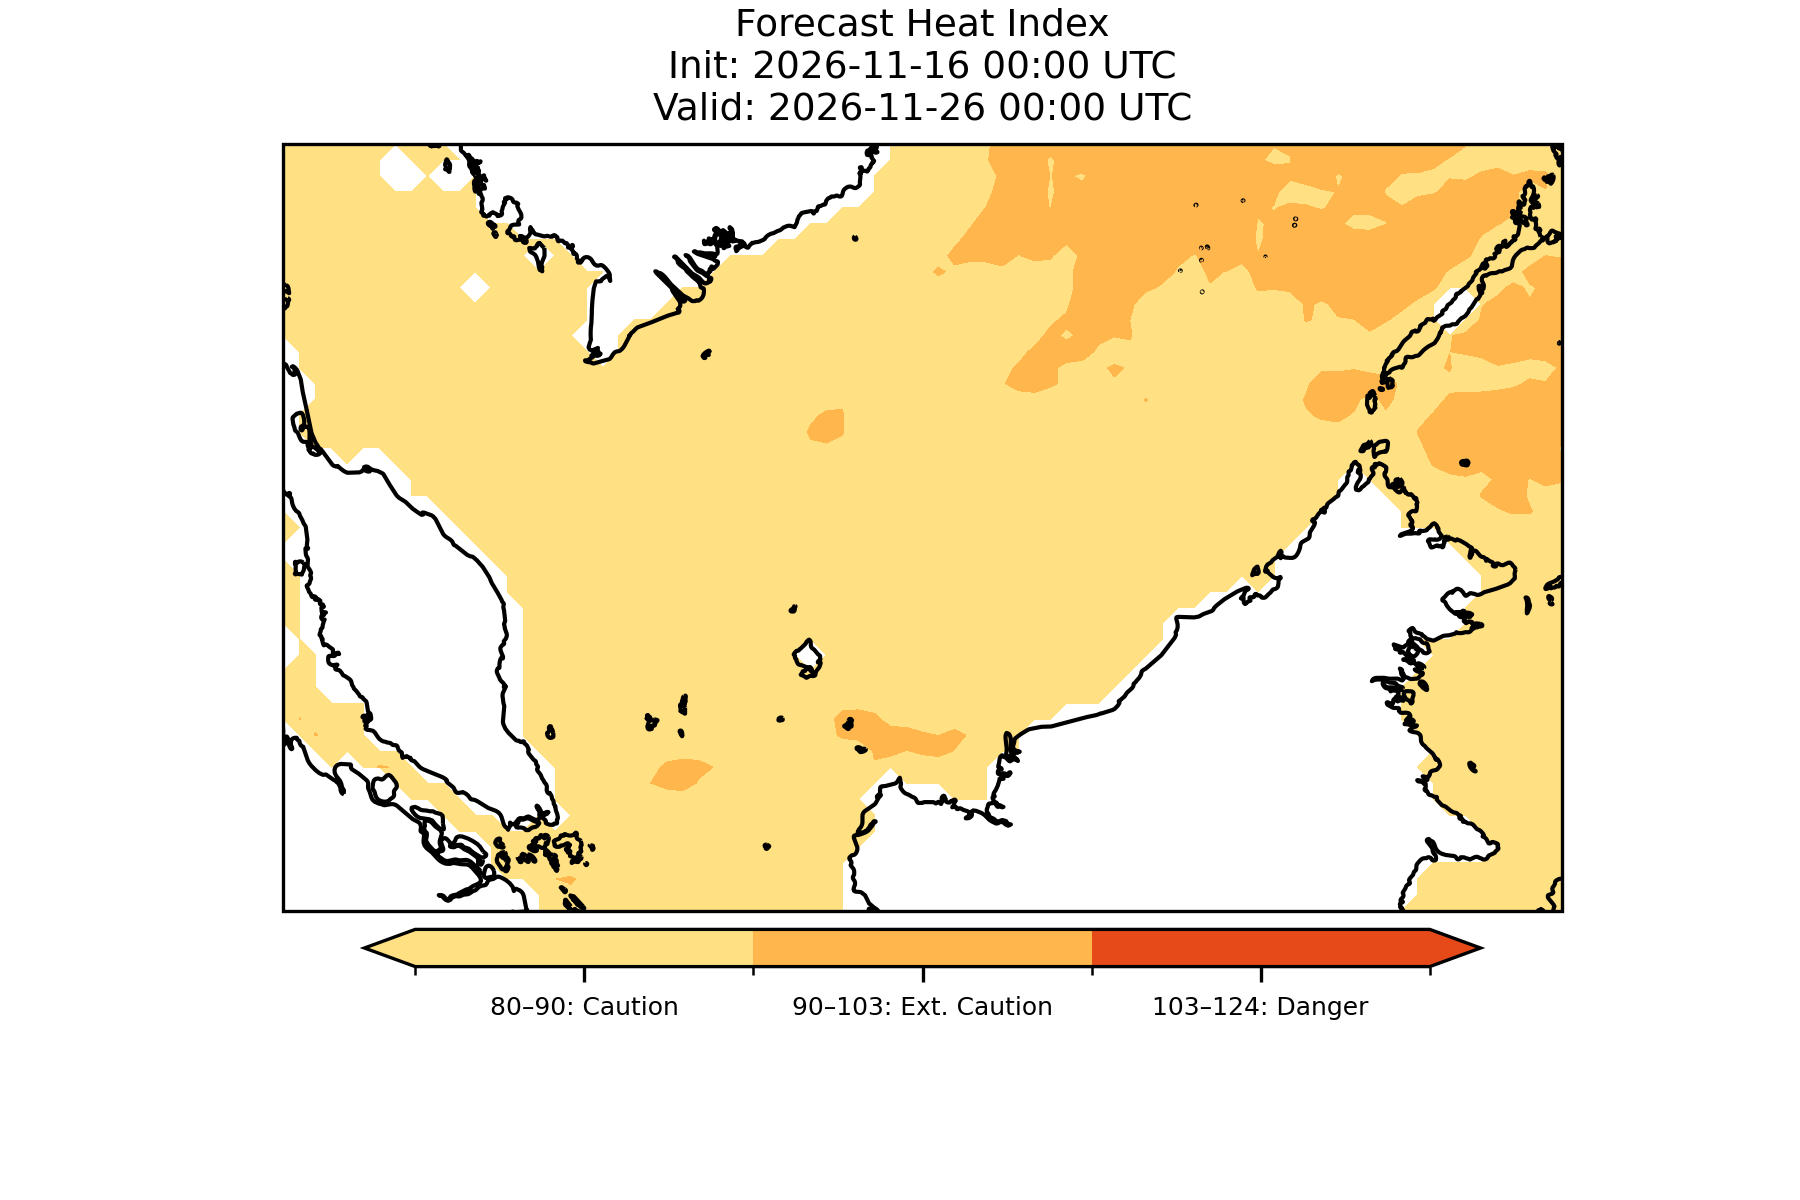 Forecast Heat Index
Init: 2026-11-16 00:00 UTC
Valid: 2026-11-26 00:00 UTC
80–90: Caution
90–103: Ext. Caution
103–124: Danger